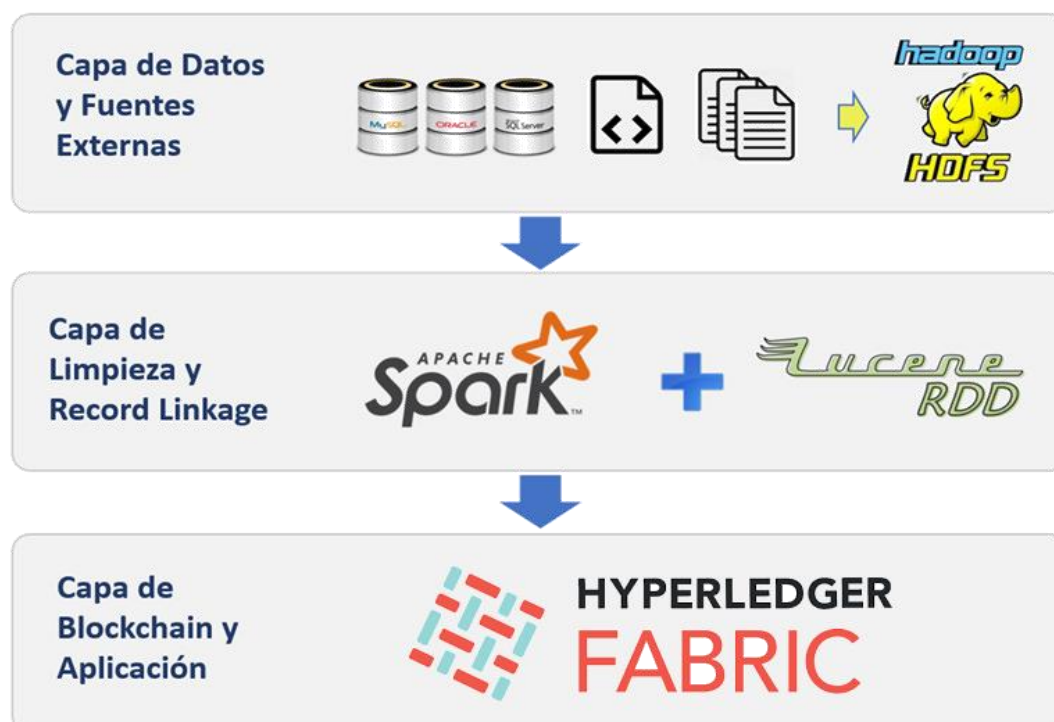 Capa de Datos
y Fuentes
Externas
MySQL
ORACLE
SQL Server
hadoop
HDFS
Capa de
Limpieza y
Record Linkage
APACHE
Spark
TM
Lucene
RDD
Capa de
Blockchain y
Aplicación
HYPERLEDGER
FABRIC